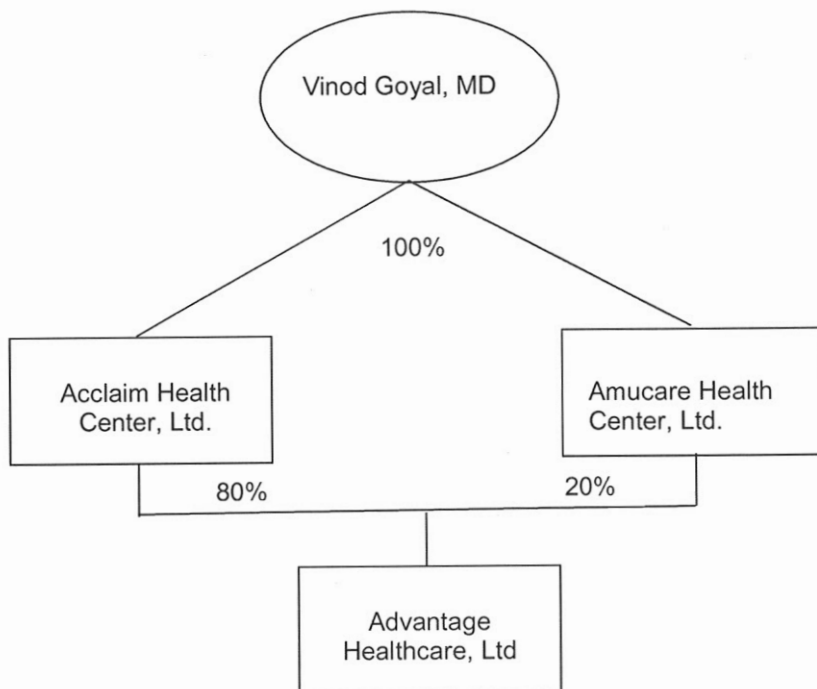 Vinod Goyal, MD
100%
Acclaim Health
Center, Ltd.
Amucare Health
Center, Ltd.
80%
20%
Advantage
Healthcare, Ltd